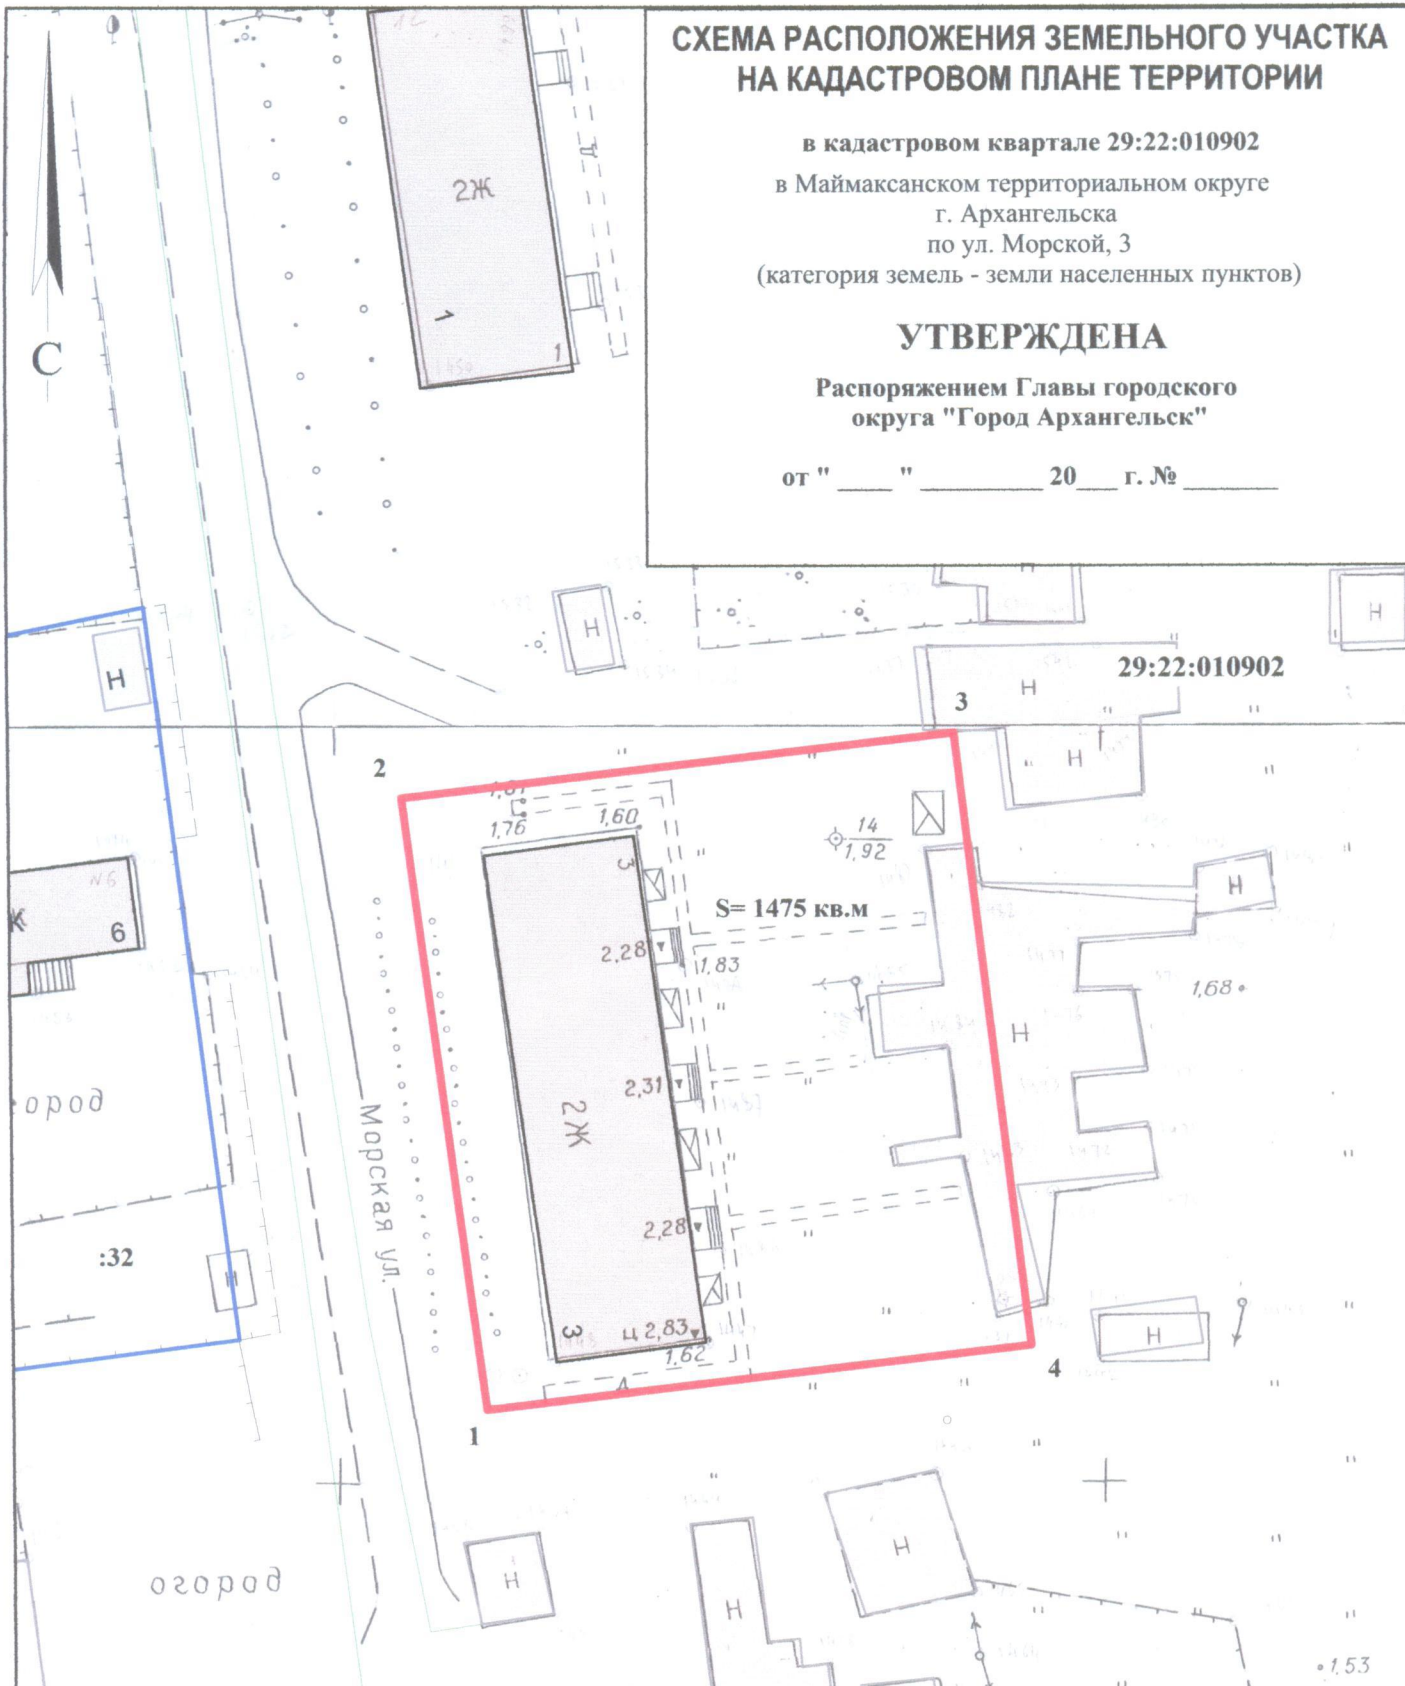 СХЕМА РАСПОЛОЖЕНИЯ ЗЕМЕЛЬНОГО УЧАСТКА
НА КАДАСТРОВОМ ПЛАНЕ ТЕРРИТОРИИ
в кадастровом квартале 29:22:010902
в Маймаксанском территориальном округе
г. Архангельска
по ул. Морской, 3
(категория земель - земли населенных пунктов)
УТВЕРЖДЕНА
Распоряжением Главы городского
округа "Город Архангельск"
от " ____ " _________ 20___ г. № _______
С
2Ж
1
1
Д
Н
Н
Н
Н
29:22:010902
Н
3
Н
2
1,76
1,60
14
1,92
3
S= 1475 кв.м
Н
№6
6
Ж
2,28
1,83
1,68
Н
2,31
2Ж
ород
Морская ул.
2,28
:32
Н
3
Ц 2,83
1,62
Н
4
Д
1
Н
Н
Н
огород
1,53